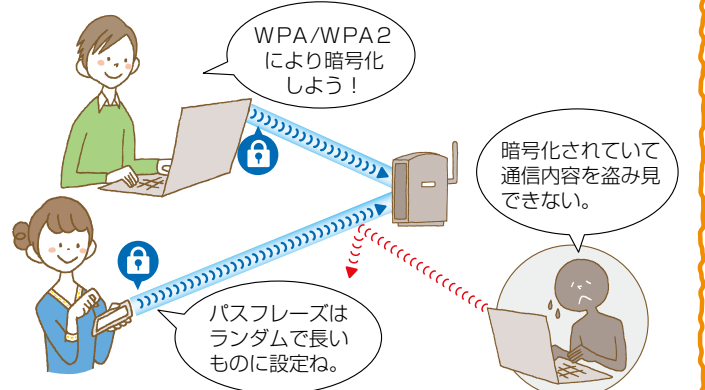 WPA/WPA2
により暗号化
しよう！
暗号化されていて
通信内容を盗み見
できない。
パスフレーズは
ランダムで長い
ものに設定ね。